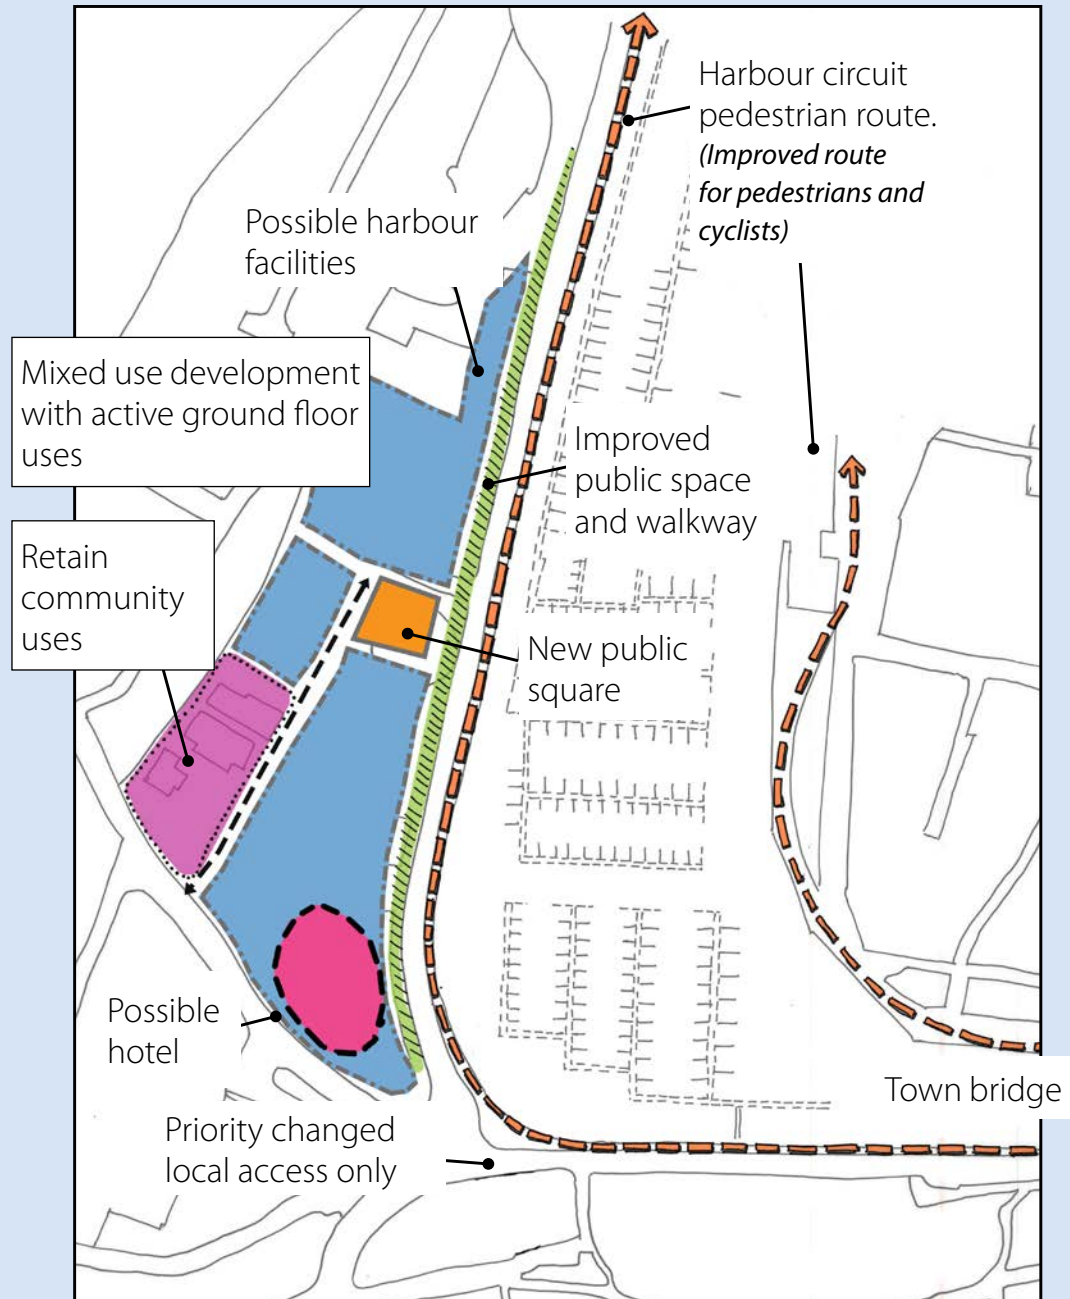 Harbour circuit
pedestrian route.
(Improved route
for pedestrians and
cyclists)
Possible harbour
facilities
Mixed use development
with active ground floor
uses
Improved
public space
and walkway
Retain
community
uses
New public
square
Possible
hotel
Town bridge
Priority changed
local access only